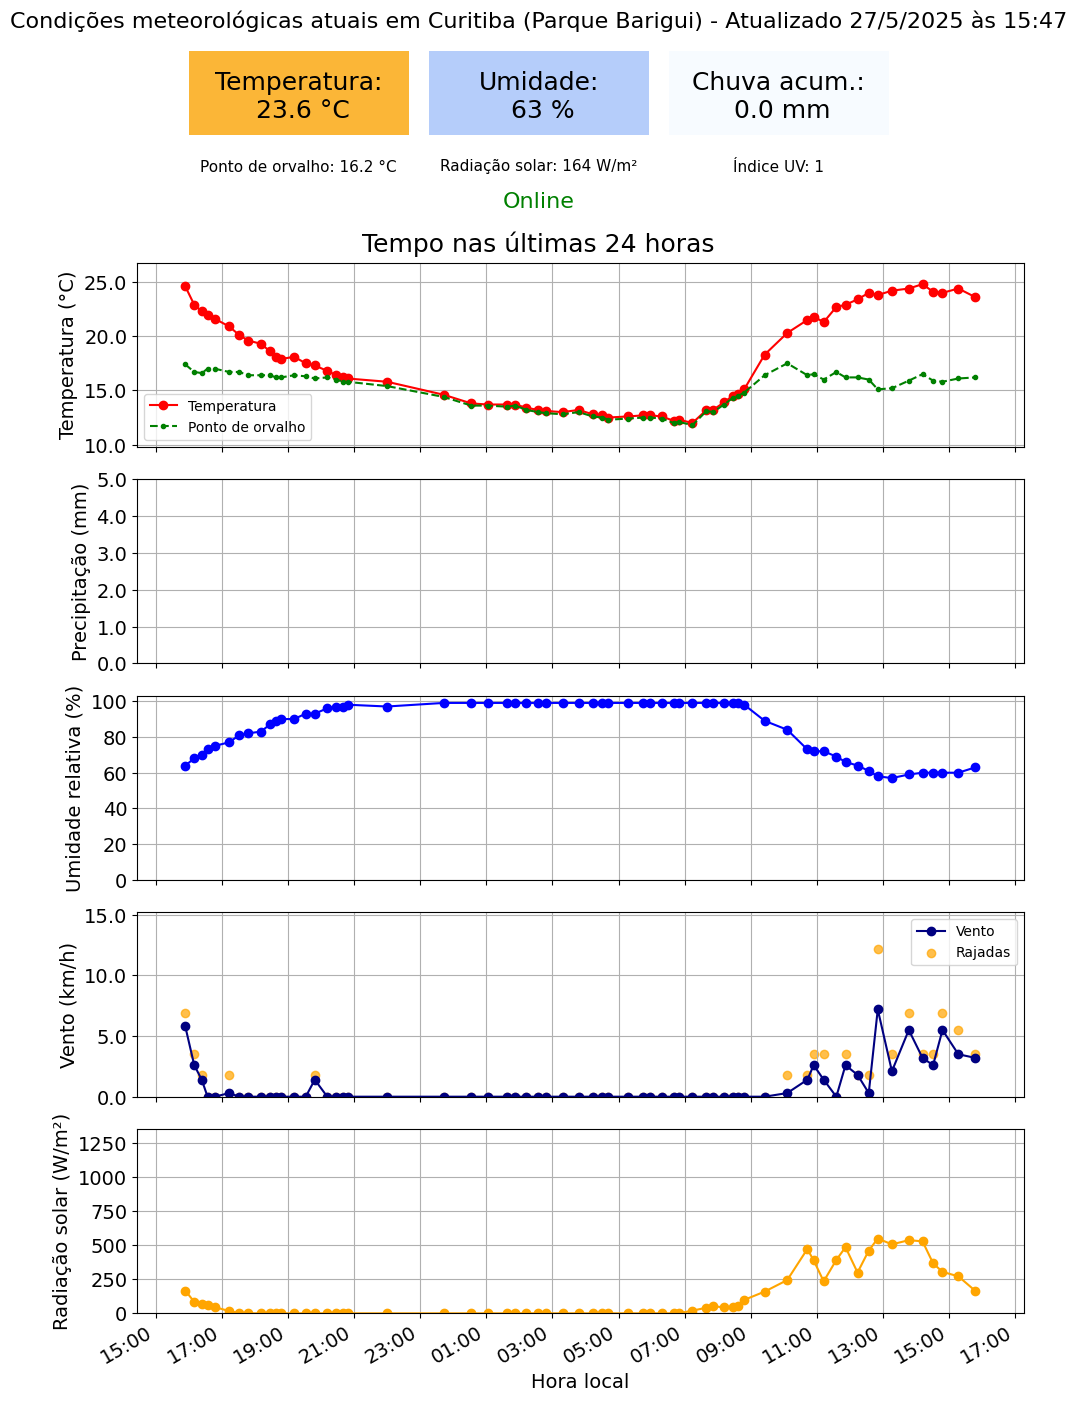 Condições meteorológicas atuais em Curitiba (Parque Barigui) - Atualizado 27/5/2025 às 15:47
Temperatura:
23.6 °C
Umidade:
63 %
Chuva acum.:
0.0 mm
Ponto de orvalho: 16.2 °C
Radiação solar: 164 W/m²
Índice UV: 1
Online
Tempo nas últimas 24 horas
Temperatura (°C)
25.0
20.0
15.0
10.0
Temperatura
Ponto de orvalho
Precipitação (mm)
5.0
4.0
3.0
2.0
1.0
0.0
Umidade relativa (%)
100
80
60
40
20
0
Vento (km/h)
15.0
10.0
5.0
0.0
Vento
Rajadas
Radiação solar (W/m²)
1250
1000
750
500
250
0
15:00
17:00
19:00
21:00
23:00
01:00
03:00
05:00
07:00
09:00
11:00
13:00
15:00
17:00
Hora local